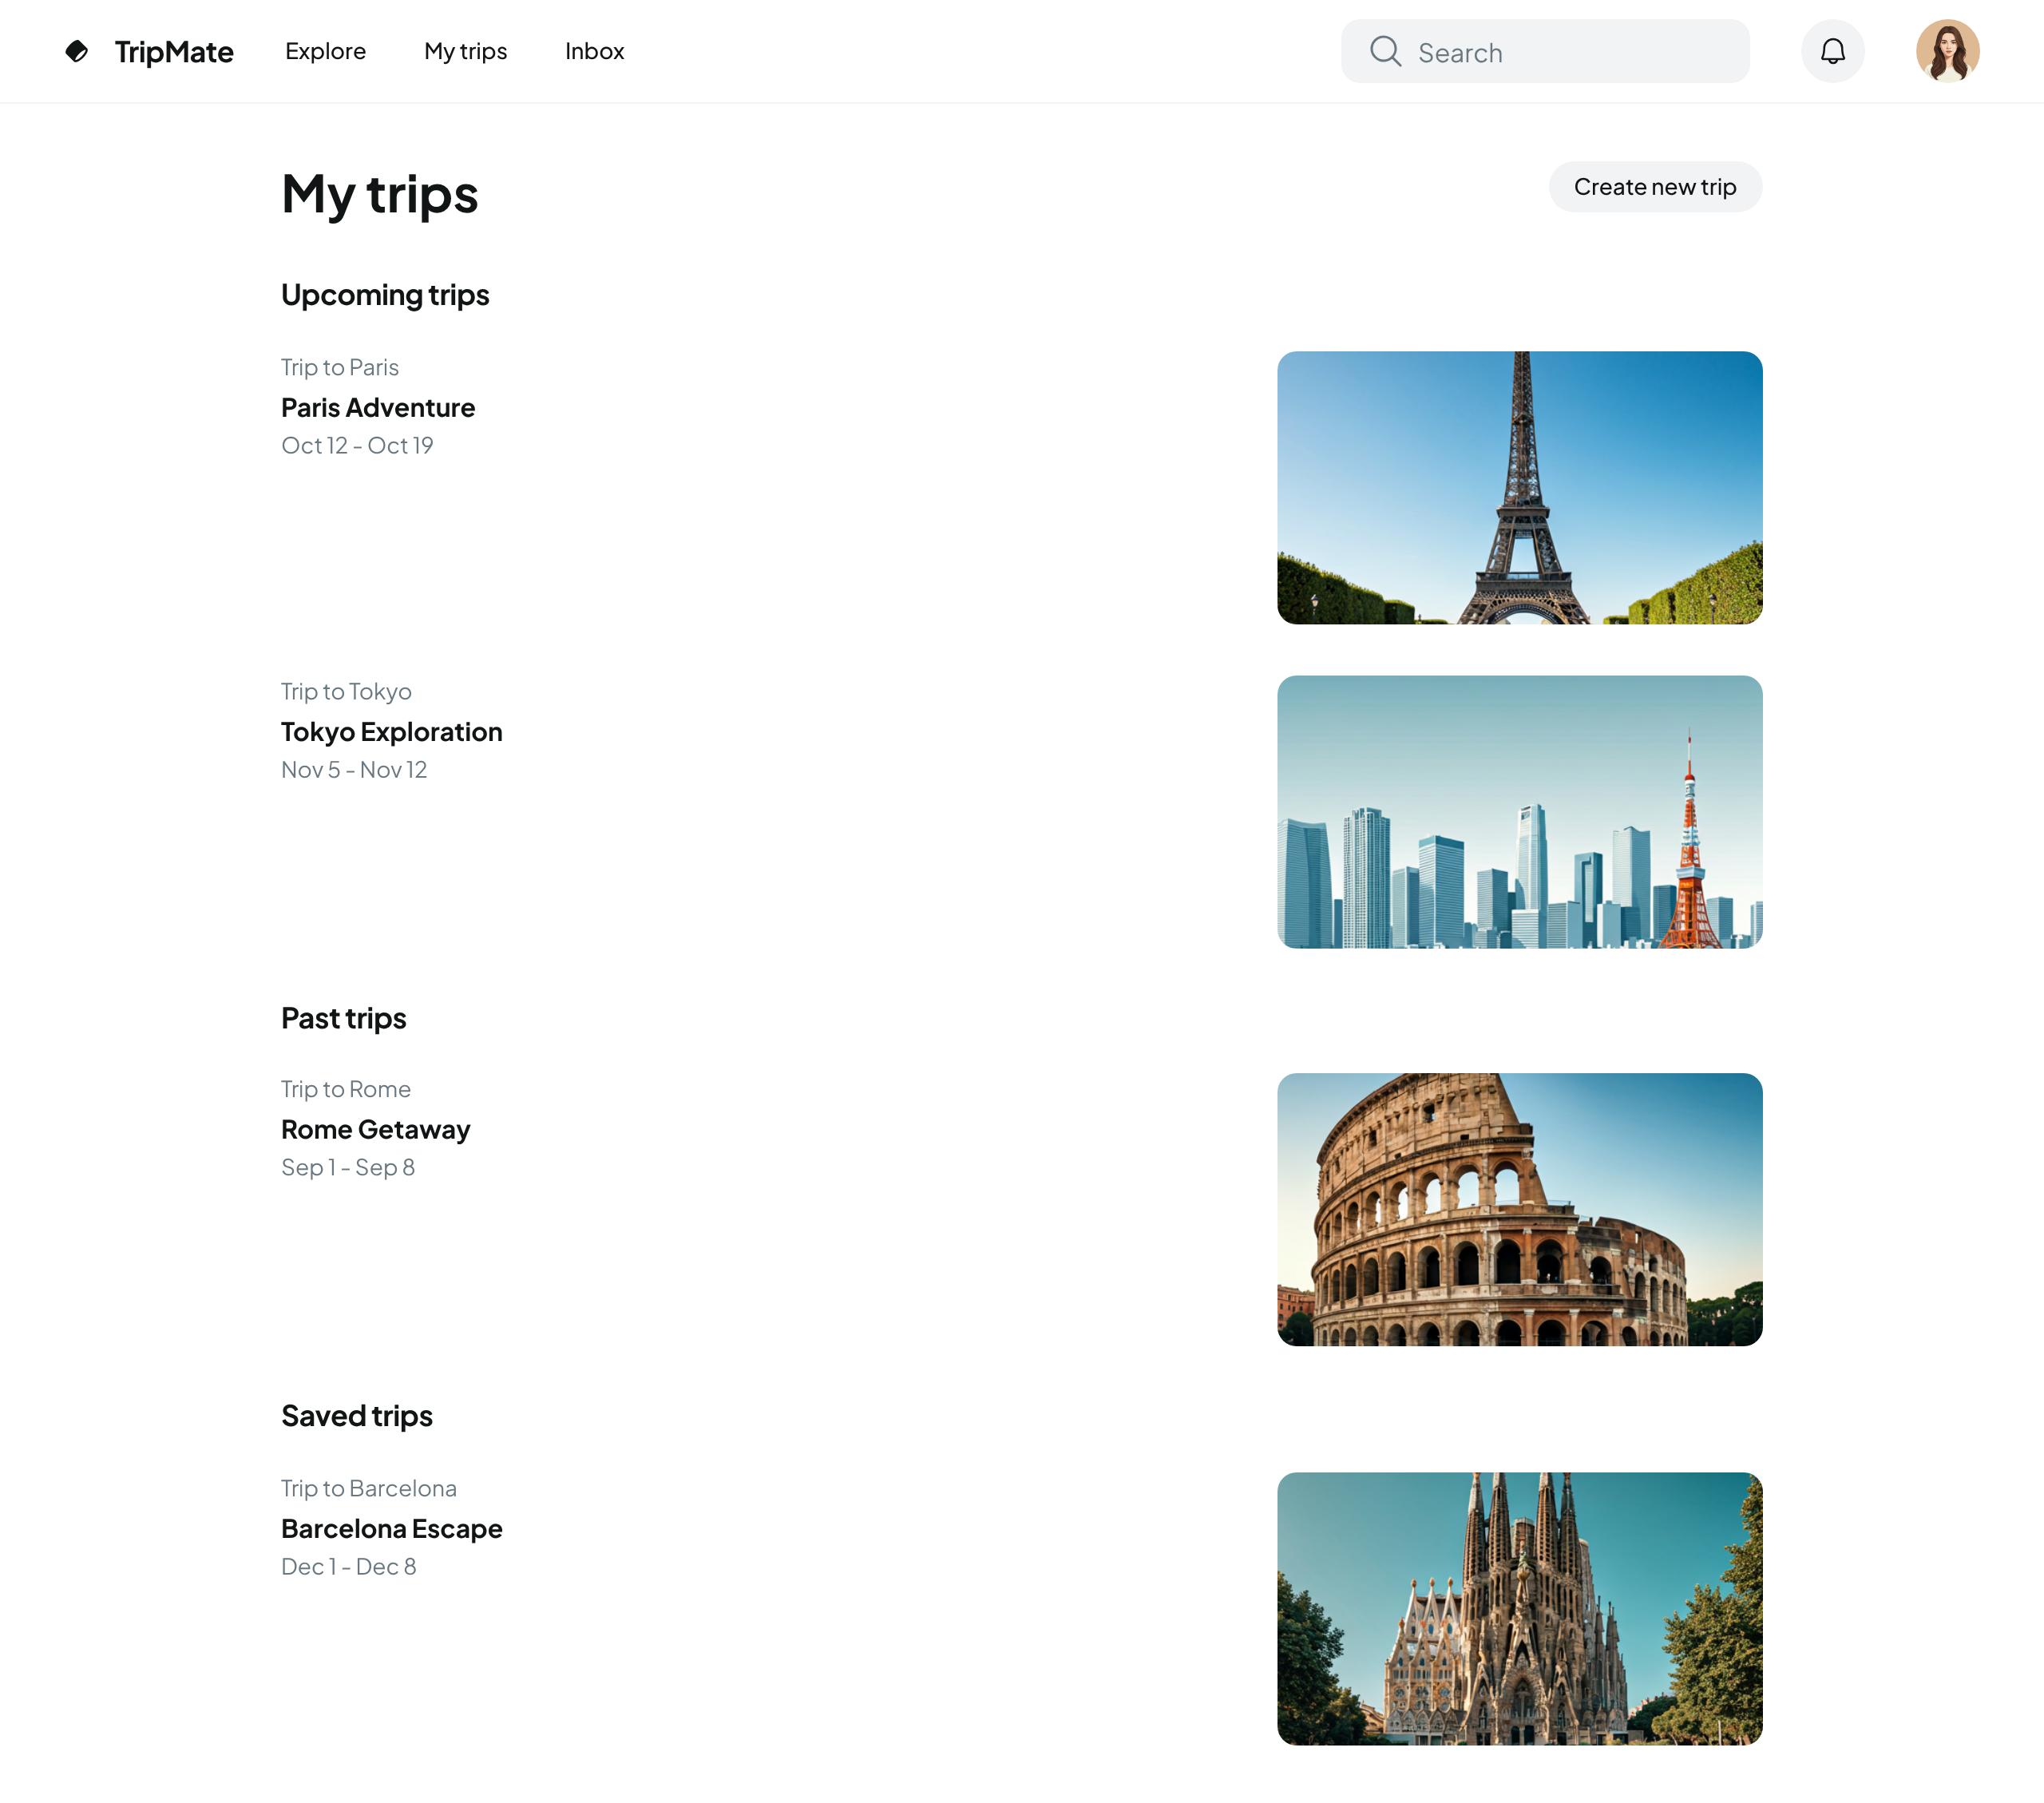 TripMate
Explore
My trips
Inbox
Search
My trips
Create new trip
Upcoming trips
Trip to Paris
Paris Adventure
Oct 12 - Oct 19
Trip to Tokyo
Tokyo Exploration
Nov 5 - Nov 12
Past trips
Trip to Rome
Rome Getaway
Sep 1 - Sep 8
Saved trips
Trip to Barcelona
Barcelona Escape
Dec 1 - Dec 8